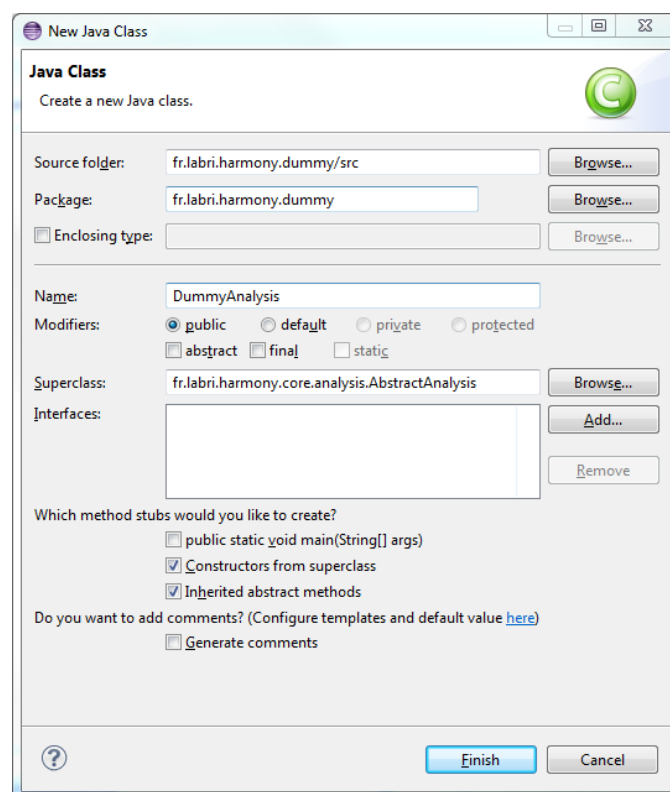 New Java Class
Java Class
Create a new Java class.
C
Source folder: fr.labri.harmony.dummy/src Browse...
Package: fr.labri.harmony.dummy Browse...
Enclosing type: Browse...
Name: DummyAnalysis
Modifiers: public default private protected
abstract final static
Superclass: fr.labri.harmony.core.analysis.AbstractAnalysis Browse...
Interfaces: Add...
Remove
Which method stubs would you like to create?
public static void main(String[] args)
Constructors from superclass
Inherited abstract methods
Do you want to add comments? (Configure templates and default value here)
Generate comments
? Finish Cancel